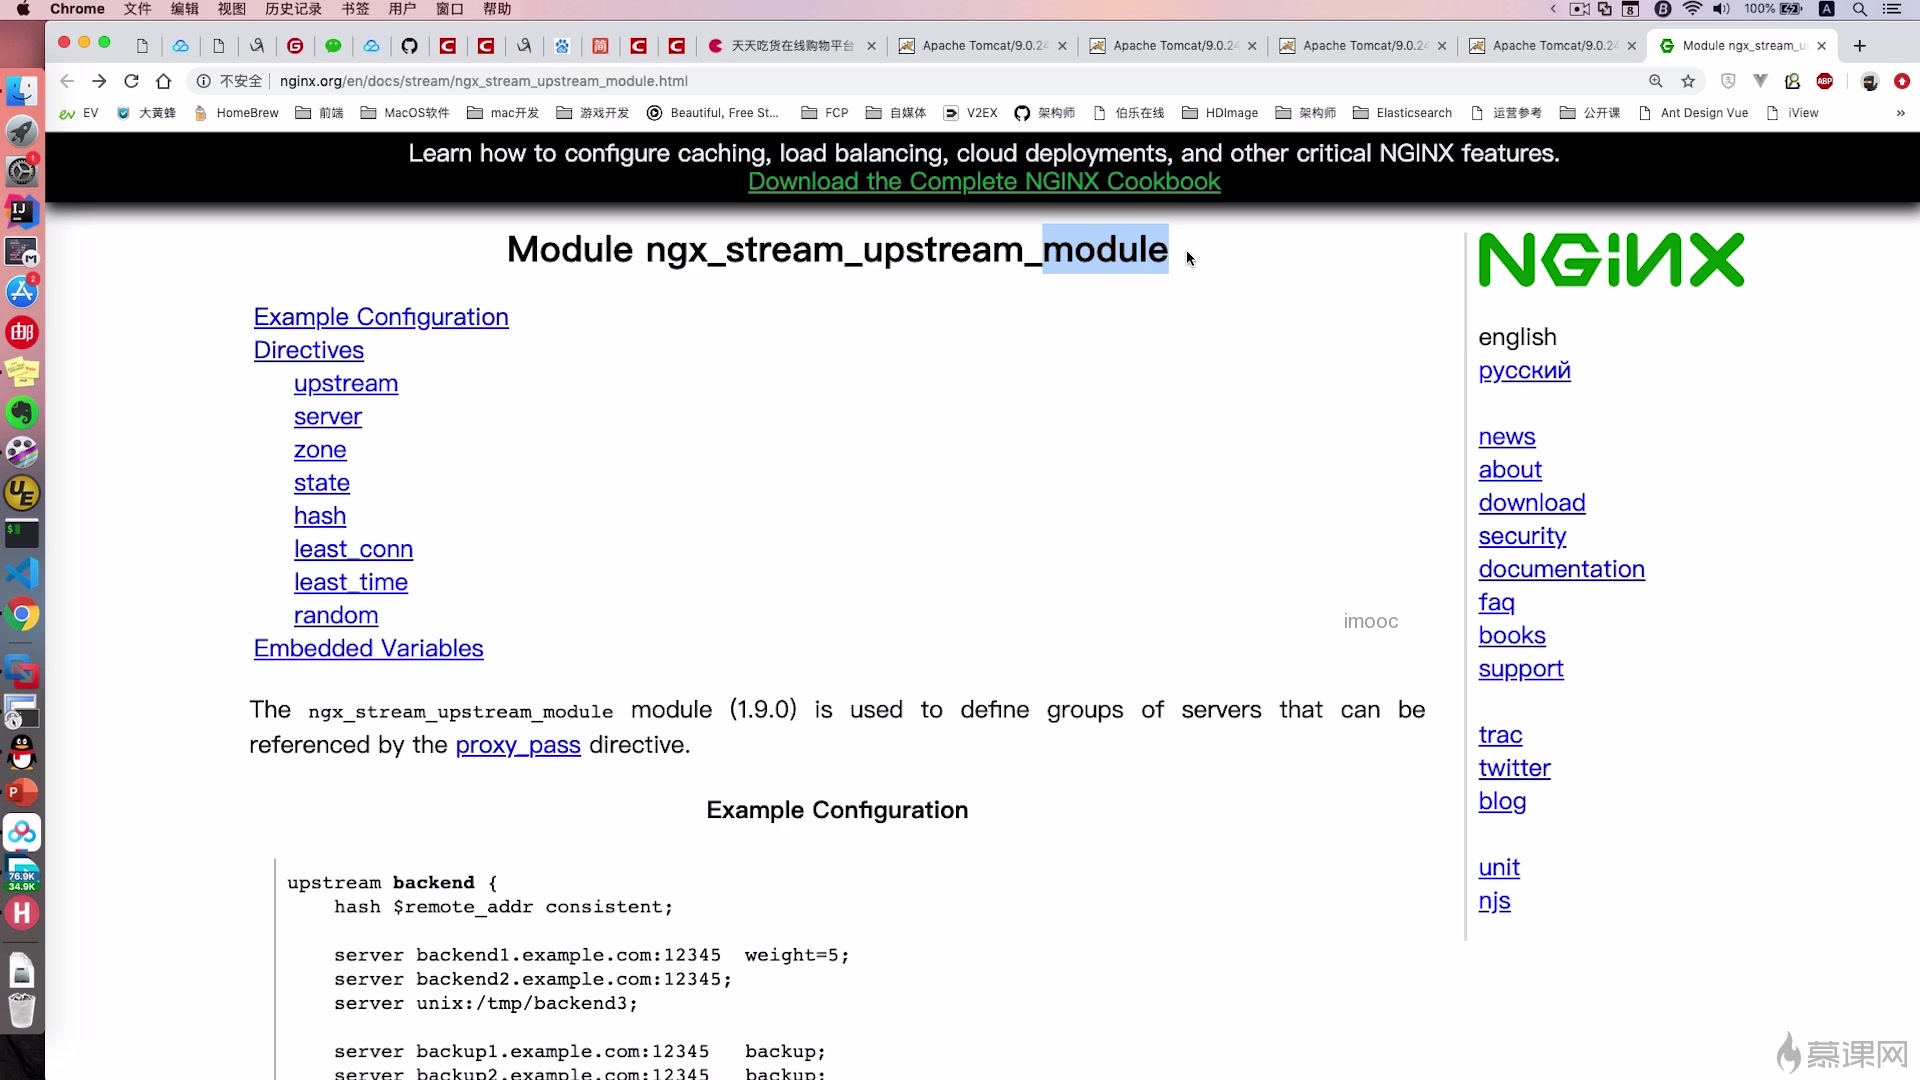 Chrome 文件 编辑 视图 历史记录 书签 用户 窗口 帮助 100%
天天吃货在线购物平台 Apache Tomcat/9.0.24 Apache Tomcat/9.0.24 Apache Tomcat/9.0.24 Apache Tomcat/9.0.24 Module ngx_stream_u
不安全 nginx.org/en/docs/stream/ngx_stream_upstream_module.html
EV 大黄蜂 HomeBrew 前端 MacOS软件 mac开发 游戏开发 Beautiful, Free St... FCP 自媒体 V2EX 架构师 伯乐在线 HDImage 架构师 Elasticsearch 运营参考 公开课 Ant Design Vue iView »
Learn how to configure caching, load balancing, cloud deployments, and other critical NGINX features.
Download the Complete NGINX Cookbook
Module ngx_stream_upstream_module
Example Configuration
Directives
upstream
server
zone
state
hash
least_conn
least_time
random
Embedded Variables
The ngx_stream_upstream_module module (1.9.0) is used to define groups of servers that can be
referenced by the proxy_pass directive.
Example Configuration
upstream backend {
hash $remote_addr consistent;
server backend1.example.com:12345 weight=5;
server backend2.example.com:12345;
server unix:/tmp/backend3;
server backup1.example.com:12345 backup;
server backup2.example.com:12345 backup;
NGINX
english
русский
news
about
download
security
documentation
faq
books
support
trac
twitter
blog
unit
njs
imooc
76.9K
34.9K
慕课网